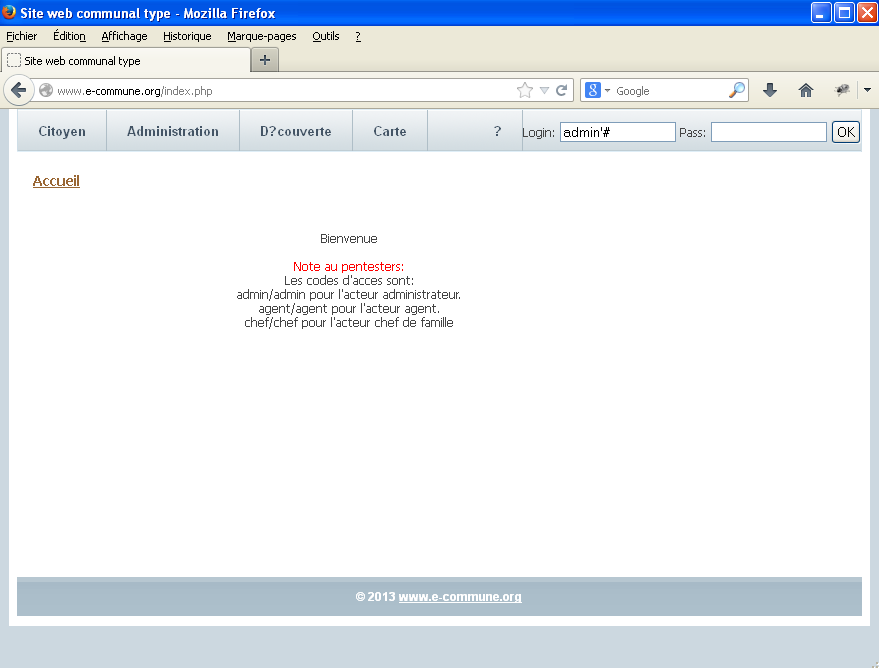 Site web communal type - Mozilla Firefox
Fichier Édition Affichage Historique Marque-pages Outils ?
Site web communal type
www.e-commune.org/index.php
8 Google
Citoyen Administration D?couverte Carte ? Login: admin'# Pass: OK
Accueil
Bienvenue
Note au pentesters:
Les codes d'acces sont:
admin/admin pour l'acteur administrateur.
agent/agent pour l'acteur agent.
chef/chef pour l'acteur chef de famille
© 2013 www.e-commune.org